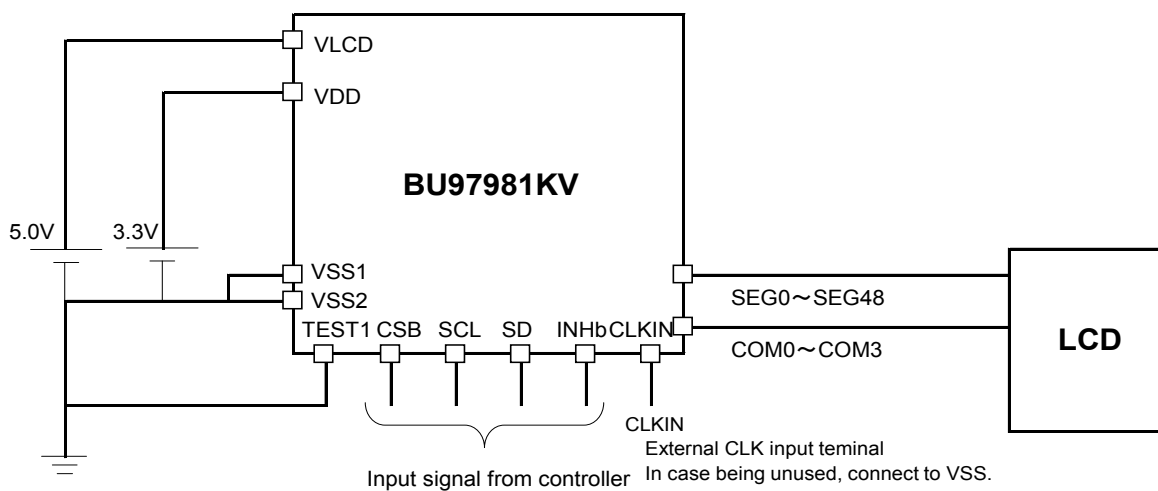 VLCD
VDD
BU97981KV
5.0V
3.3V
VSS1
VSS2
TEST1 CSB SCL SD INHb CLKIN
SEG0～SEG48
COM0～COM3
LCD
CLKIN
External CLK input teminal
In case being unused, connect to VSS.
Input signal from controller